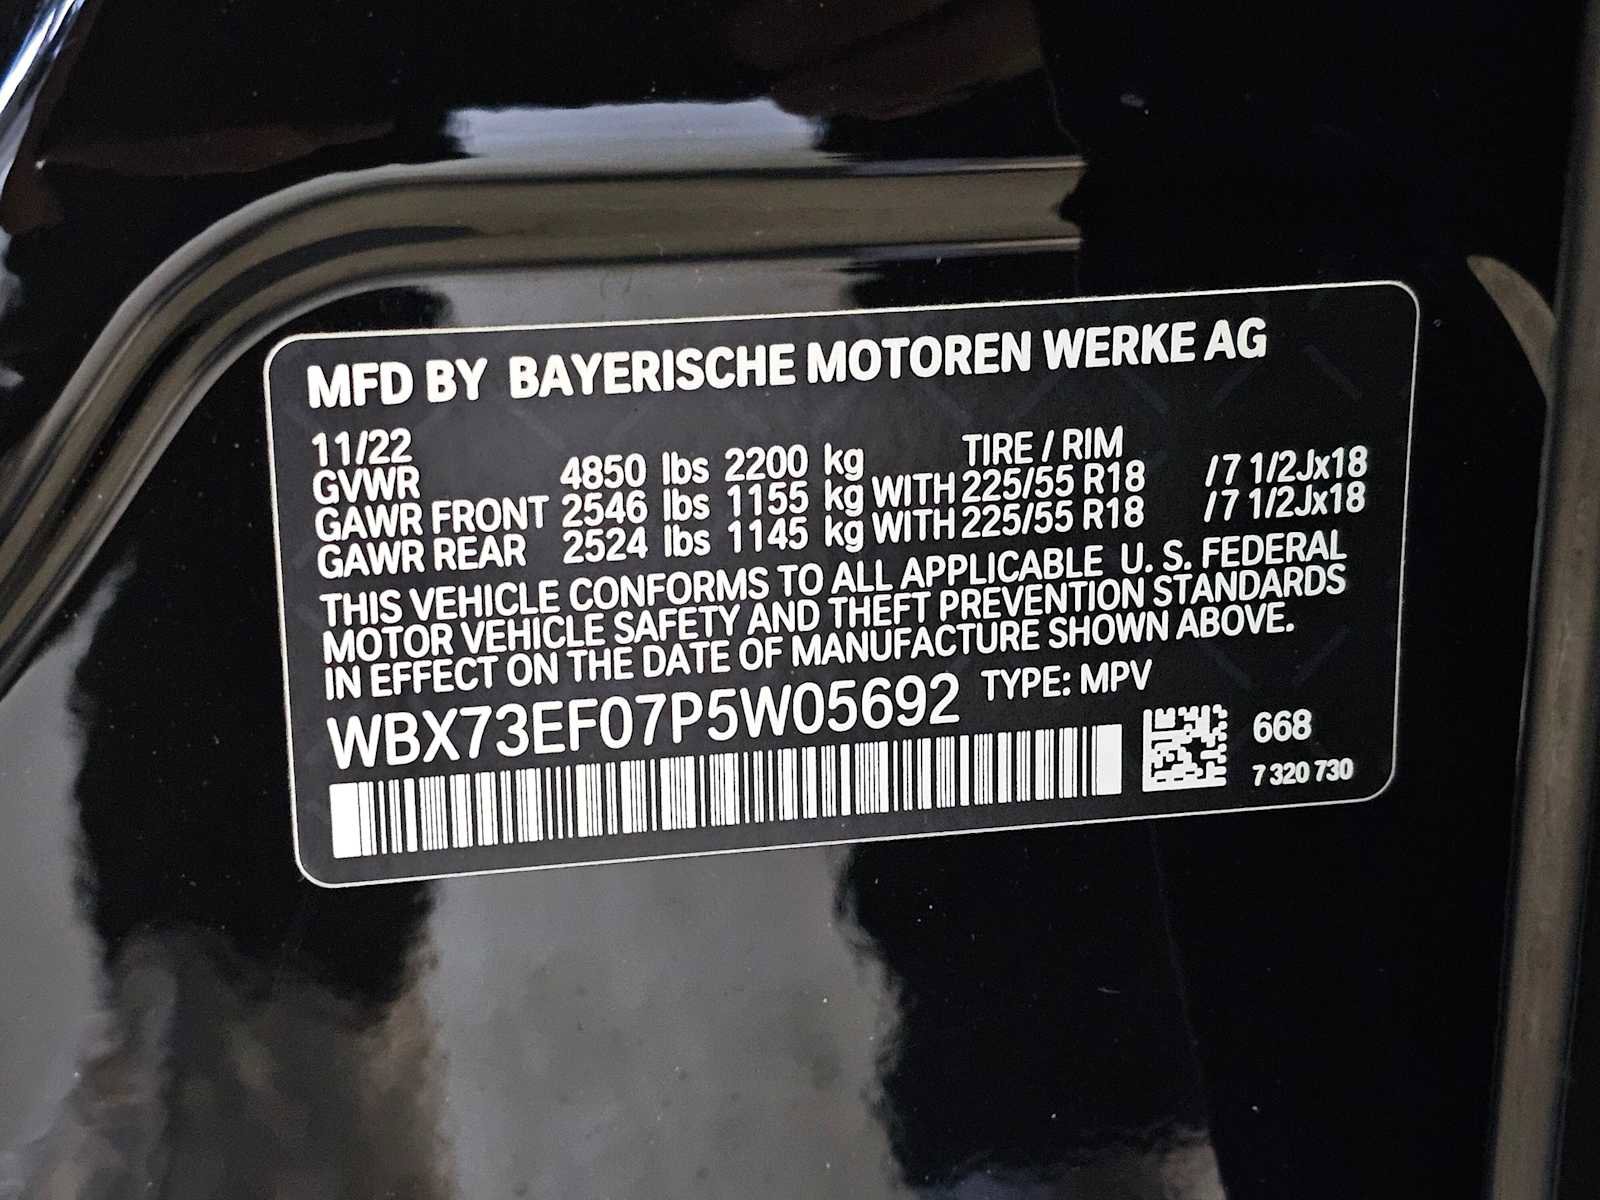 MFD BY BAYERISCHE MOTOREN WERKE AG
11/22 TIRE / RIM
GVWR 4850 lbs 2200 kg
GAWR FRONT 2546 lbs 1155 kg WITH 225/55 R18 /7 1/2Jx18
GAWR REAR 2524 lbs 1145 kg WITH 225/55 R18 /7 1/2Jx18
THIS VEHICLE CONFORMS TO ALL APPLICABLE U. S. FEDERAL
MOTOR VEHICLE SAFETY AND THEFT PREVENTION STANDARDS
IN EFFECT ON THE DATE OF MANUFACTURE SHOWN ABOVE.
WBX73EF07P5W05692 TYPE: MPV
668
7 320 730